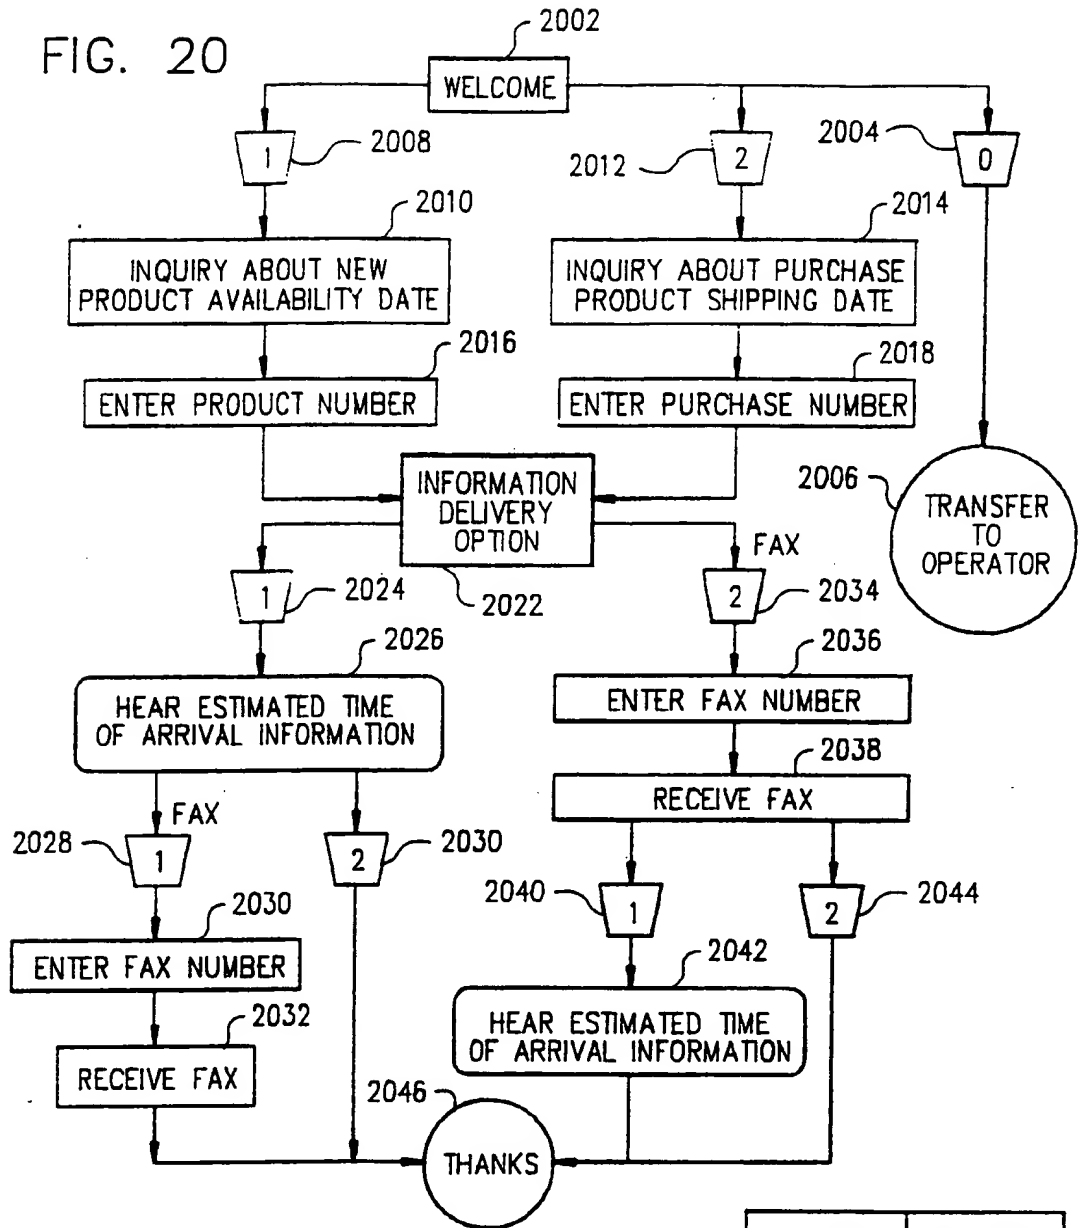 FIG. 20
2002
WELCOME
1
2008
2012
2
2004
0
2010
INQUIRY ABOUT NEW
PRODUCT AVAILABILITY DATE
2014
INQUIRY ABOUT PURCHASE
PRODUCT SHIPPING DATE
2016
ENTER PRODUCT NUMBER
2018
ENTER PURCHASE NUMBER
2006
TRANSFER
TO
OPERATOR
INFORMATION
DELIVERY
OPTION
2022
1
2024
FAX
2
2034
2026
HEAR ESTIMATED TIME
OF ARRIVAL INFORMATION
2036
ENTER FAX NUMBER
2038
RECEIVE FAX
FAX
2028
1
2
2030
2040
1
2
2044
2030
ENTER FAX NUMBER
2032
RECEIVE FAX
2042
HEAR ESTIMATED TIME
OF ARRIVAL INFORMATION
2046
THANKS